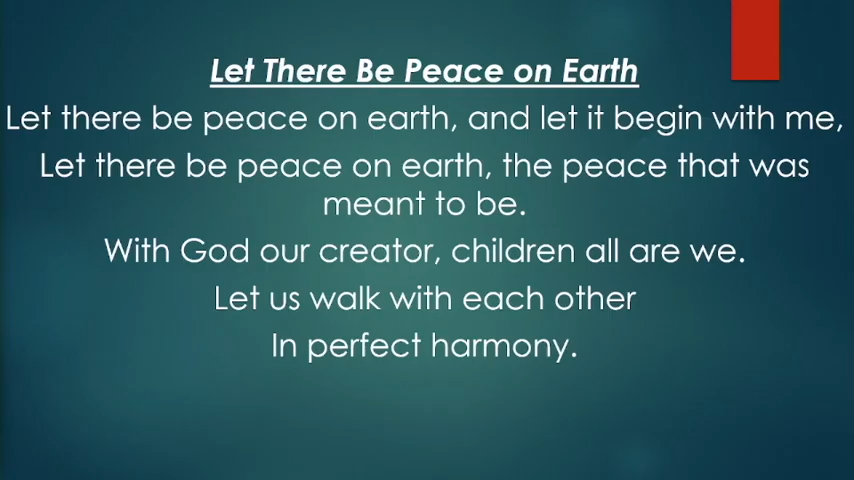 Let There Be Peace on Earth
Let there be peace on earth, and let it begin with me,
Let there be peace on earth, the peace that was
meant to be.
With God our creator, children all are we.
Let us walk with each other
In perfect harmony.